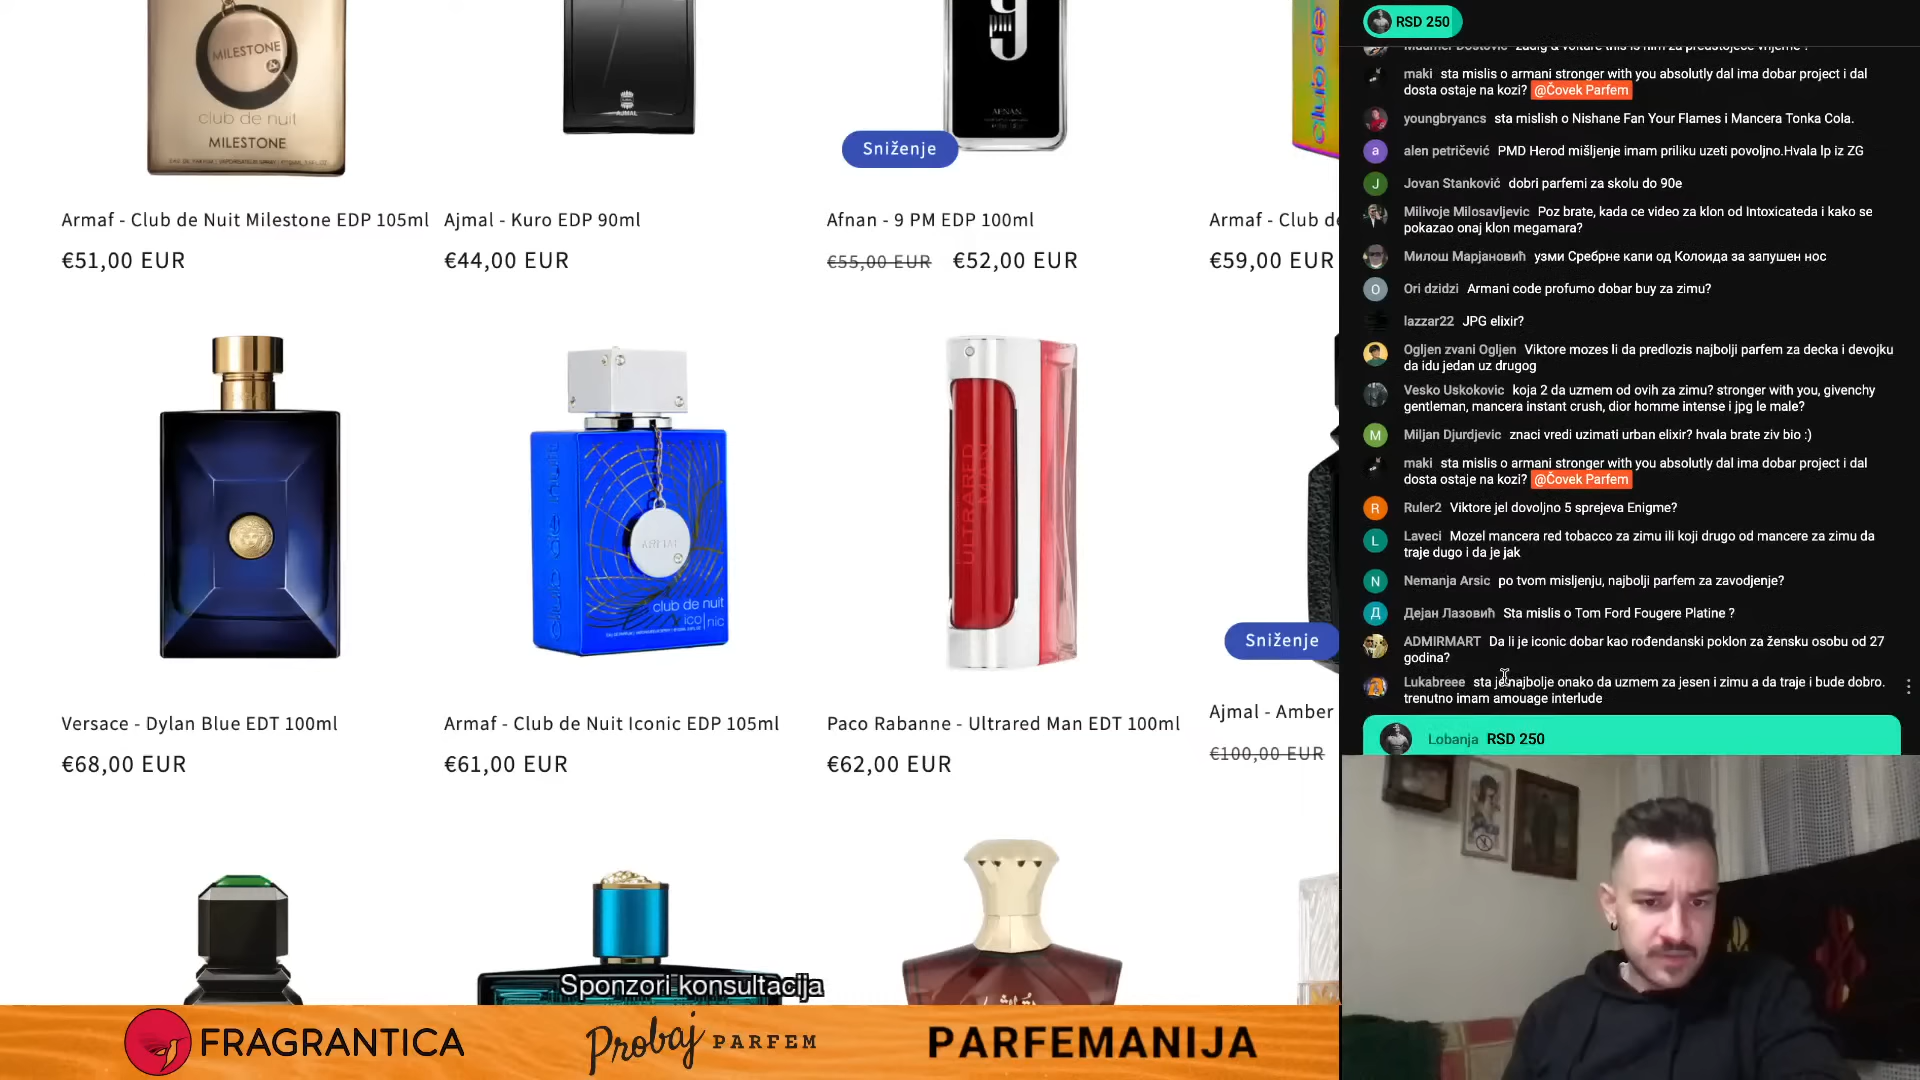 MILESTONE
club de nuit
MILESTONE
AJMAL
9
pm
AFNAN
Sniženje
Armaf - Club de Nuit Milestone EDP 105ml
€51,00 EUR
Ajmal - Kuro EDP 90ml
€44,00 EUR
Afnan - 9 PM EDP 100ml
€55,00 EUR €52,00 EUR
Armaf - Club de
€59,00 EUR
club de nuit
ARMAF
club de nuit
iconic
ULTRARED
MAN
Sniženje
Versace - Dylan Blue EDT 100ml
€68,00 EUR
Armaf - Club de Nuit Iconic EDP 105ml
€61,00 EUR
Paco Rabanne - Ultrared Man EDT 100ml
€62,00 EUR
Ajmal - Amber
€100,00 EUR
Sponzori konsultacija
FRAGRANTICA
Probaj PARFEM
PARFEMANIJA
RSD 250
maki sta mislis o armani stronger with you absolutly dal ima dobar project i dal
dosta ostaje na kozi? @Čovek Parfem
youngbryancs sta mislish o Nishane Fan Your Flames i Mancera Tonka Cola.
a alen petričević PMD Herod mišljenje imam priliku uzeti povoljno.Hvala lp iz ZG
J Jovan Stanković dobri parfemi za skolu do 90e
Milivoje Milosavljevic Poz brate, kada ce video za klon od Intoxicateda i kako se
pokazao onaj klon megamara?
Милош Марјановић узми Сребрне капи од Колоида за запушен нос
O Ori dzidzi Armani code profumo dobar buy za zimu?
lazzar22 JPG elixir?
Ogljen zvani Ogljen Viktore mozes li da predlozis najbolji parfem za decka i devojku
da idu jedan uz drugog
Vesko Uskokovic koja 2 da uzmem od ovih za zimu? stronger with you, givenchy
gentleman, mancera instant crush, dior homme intense i jpg le male?
M Miljan Djurdjevic znaci vredi uzimati urban elixir? hvala brate ziv bio :)
maki sta mislis o armani stronger with you absolutly dal ima dobar project i dal
dosta ostaje na kozi? @Čovek Parfem
R Ruler2 Viktore jel dovoljno 5 sprejeva Enigme?
L Laveci Mozel mancera red tobacco za zimu ili koji drugo od mancere za zimu da
traje dugo i da je jak
N Nemanja Arsic po tvom misljenju, najbolji parfem za zavodjenje?
Д Дејан Лазовић Sta mislis o Tom Ford Fougere Platine ?
ADMIRMART Da li je iconic dobar kao rođendanski poklon za žensku osobu od 27
godina?
Lukabreee sta je najbolje onako da uzmem za jesen i zimu a da traje i bude dobro.
trenutno imam amouage interlude
Lobanja RSD 250